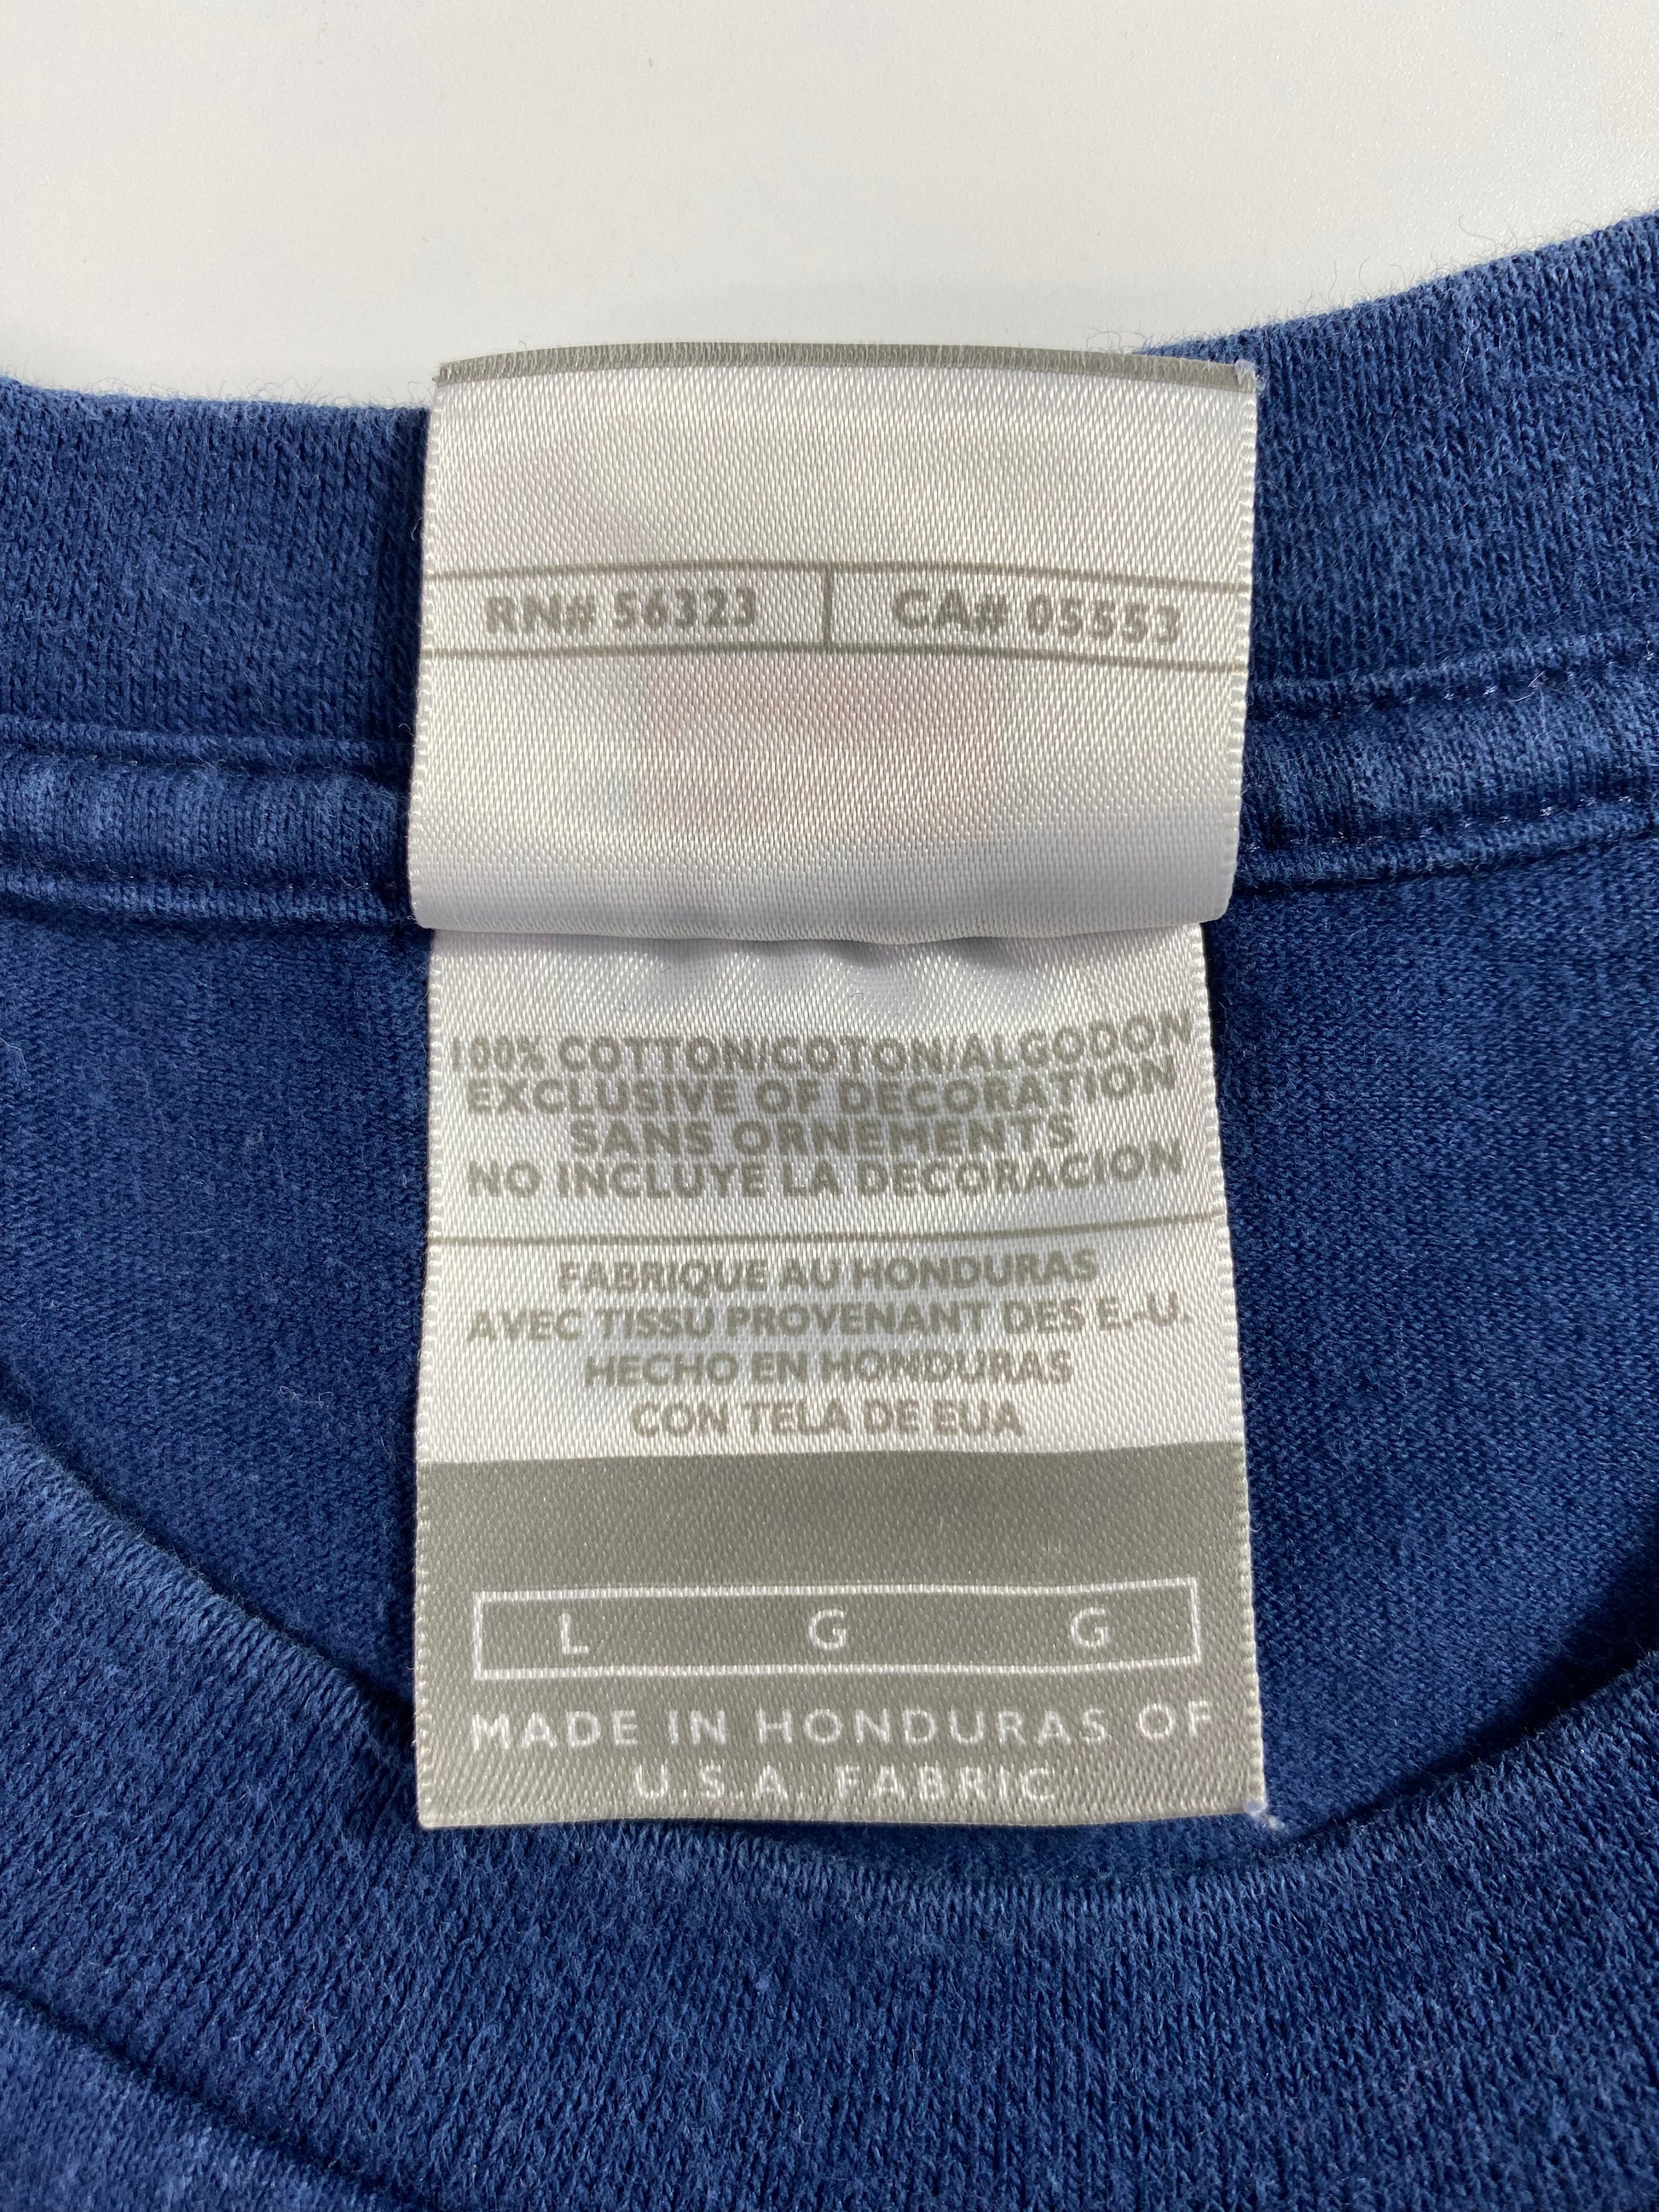 RN# 56323 CA# 05553
100% COTTON/COTON/ALGODON
EXCLUSIVE OF DECORATION
SANS ORNEMENTS
NO INCLUYE LA DECORACION
FABRIQUE AU HONDURAS
AVEC TISSU PROVENANT DES E.-U.
HECHO EN HONDURAS
CON TELA DE EUA
L G G
MADE IN HONDURAS OF
U.S.A. FABRIC